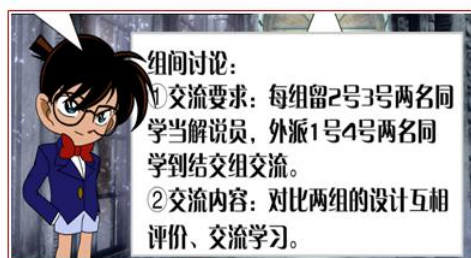 组间讨论：
①交流要求：每组留2号3号两名同
学当解说员，外派1号4号两名同
学到结交组交流。
②交流内容：对比两组的设计互相
评价、交流学习。